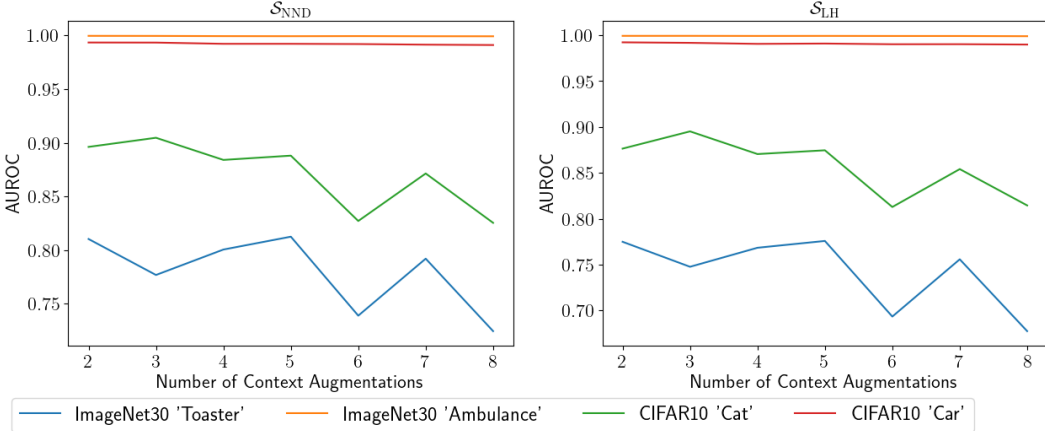 S_NND
1.00
0.95
0.90
0.85
0.80
0.75
AUROC
2 3 4 5 6 7 8
Number of Context Augmentations
S_LH
1.00
0.95
0.90
0.85
0.80
0.75
0.70
AUROC
2 3 4 5 6 7 8
Number of Context Augmentations
ImageNet30 'Toaster' ImageNet30 'Ambulance' CIFAR10 'Cat' CIFAR10 'Car'